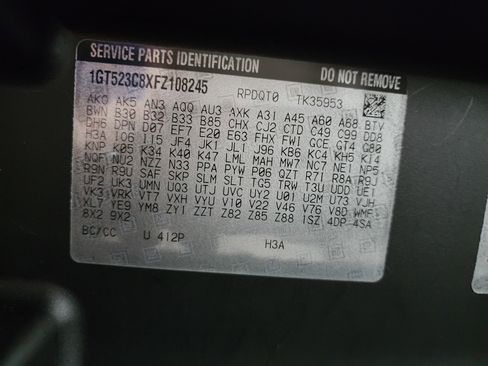 SERVICE PARTS IDENTIFICATION DO NOT REMOVE
1GT523C8XFZ108245 RPDQT0 TK35953
AKO AK5 AN3 AQQ AU3 AXK A31 A45 A60 A88 BTV
BWN B30 B32 B33 B85 CHX CJ2 CTD C49 C99 DD8
DH6 DPN D07 EF7 E20 E63 FHX FWI GCE GT4 G80
H3A IO6 I15 JF4 JK1 JL1 J96 KB6 KC4 KH5 KI4
KNP K05 K34 K40 K47 LML MAH MW7 NC7 NE1 NP5
NQF NU2 NZZ N33 PPA PYW P06 QZT R7I R8A R9J
R9N R9U SAF SKP SLM SLT TG5 TRW T3U UDD UE1
UF2 UK3 UMN UQ3 UTJ UVC UY2 U01 U2M U73 VJH
VK3 VRK VT7 VXH VYU V10 V22 V46 V76 V8D WMF
XL7 YE9 YM8 ZY1 ZZT Z82 Z85 Z88 1SZ 4DP 4SA
8X2 9X2
BC/CC U 412P H3A